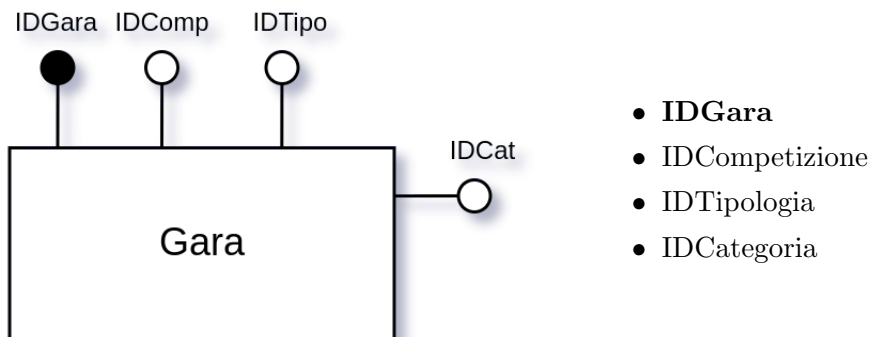 IDGara IDComp IDTipo
IDCat
Gara
• IDGara
• IDCompetizione
• IDTipologia
• IDCategoria